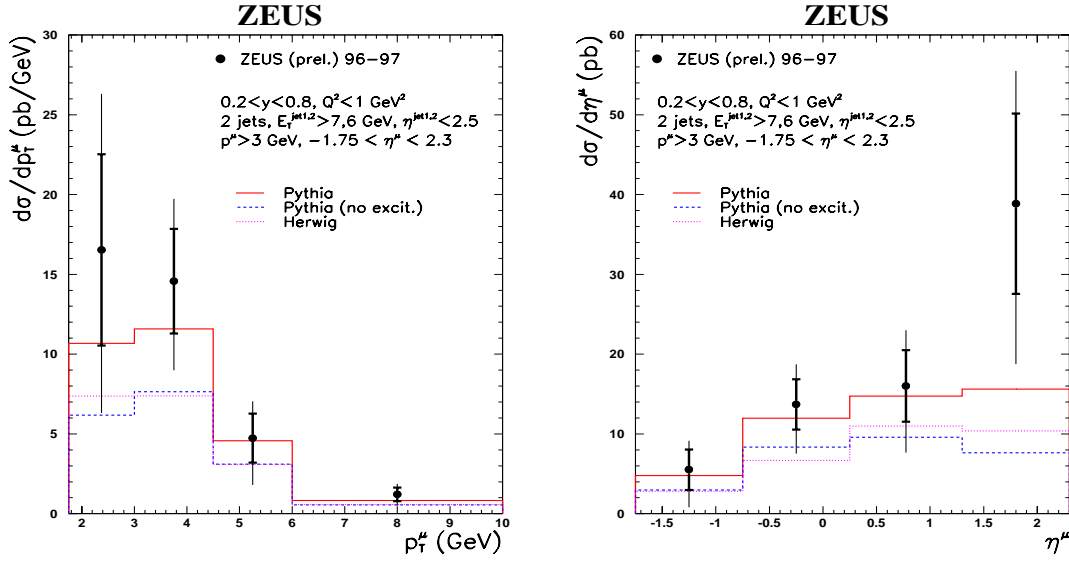 ZEUS
dσ/dp_T^μ (pb/GeV)
30
25
20
15
10
5
0
● ZEUS (prel.) 96−97
0.2<y<0.8, Q²<1 GeV²
2 jets, E_T^jet1,2>7,6 GeV, η^jet1,2<2.5
p^μ>3 GeV, −1.75 < η^μ < 2.3
Pythia
Pythia (no excit.)
Herwig
2 3 4 5 6 7 8 9 10
p_T^μ (GeV)
ZEUS
dσ/dη^μ (pb)
60
50
40
30
20
10
0
● ZEUS (prel.) 96−97
0.2<y<0.8, Q²<1 GeV²
2 jets, E_T^jet1,2>7,6 GeV, η^jet1,2<2.5
p^μ>3 GeV, −1.75 < η^μ < 2.3
Pythia
Pythia (no excit.)
Herwig
-1.5 -1 -0.5 0 0.5 1 1.5 2
η^μ